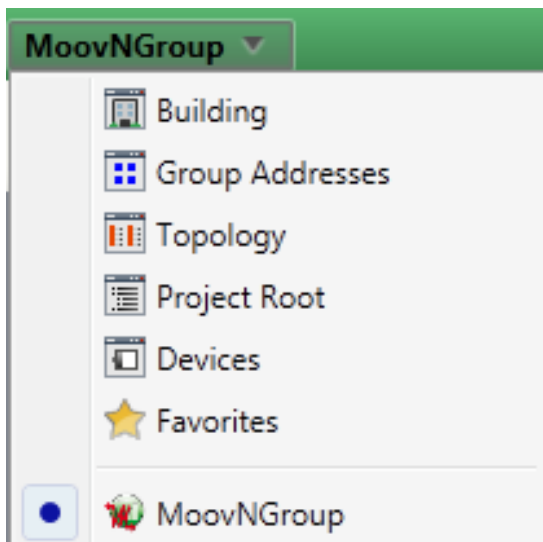 MoovNGroup
Building
Group Addresses
Topology
Project Root
Devices
Favorites
MoovNGroup